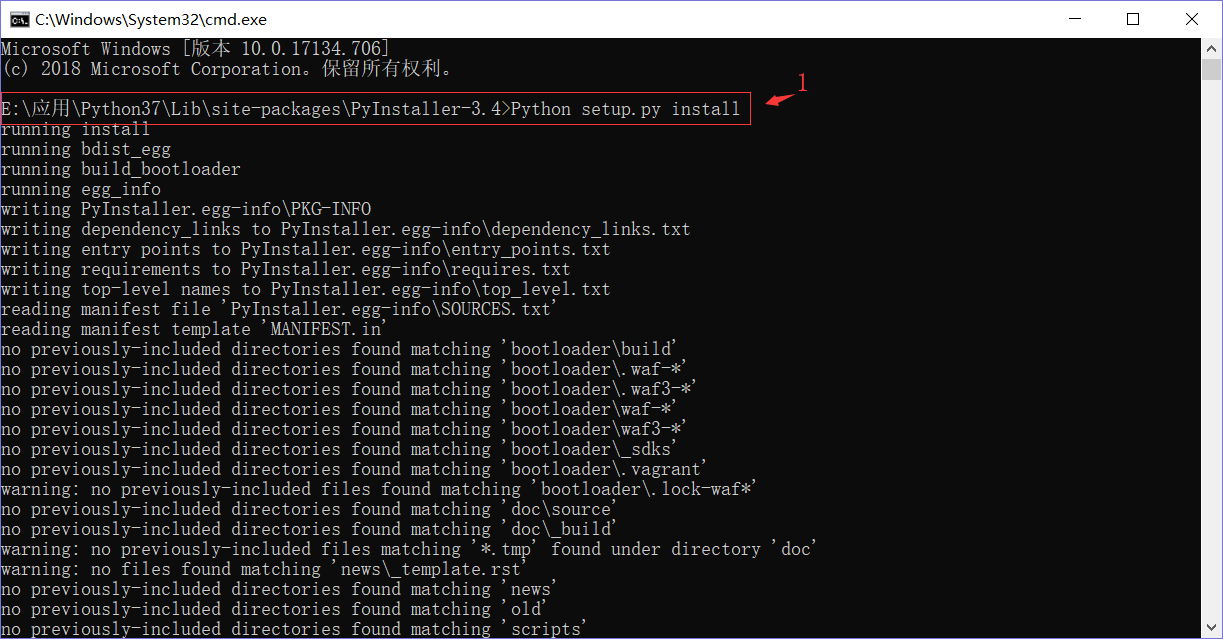 C:\Windows\System32\cmd.exe
Microsoft Windows [版本 10.0.17134.706]
(c) 2018 Microsoft Corporation。保留所有权利。
E:\应用\Python37\Lib\site-packages\PyInstaller-3.4>Python setup.py install
1
running install
running bdist_egg
running build_bootloader
running egg_info
writing PyInstaller.egg-info\PKG-INFO
writing dependency_links to PyInstaller.egg-info\dependency_links.txt
writing entry points to PyInstaller.egg-info\entry_points.txt
writing requirements to PyInstaller.egg-info\requires.txt
writing top-level names to PyInstaller.egg-info\top_level.txt
reading manifest file 'PyInstaller.egg-info\SOURCES.txt'
reading manifest template 'MANIFEST.in'
no previously-included directories found matching 'bootloader\build'
no previously-included directories found matching 'bootloader\.waf-*'
no previously-included directories found matching 'bootloader\.waf3-*'
no previously-included directories found matching 'bootloader\waf-*'
no previously-included directories found matching 'bootloader\waf3-*'
no previously-included directories found matching 'bootloader\_sdks'
no previously-included directories found matching 'bootloader\.vagrant'
warning: no previously-included files found matching 'bootloader\.lock-waf*'
no previously-included directories found matching 'doc\source'
no previously-included directories found matching 'doc\_build'
warning: no previously-included files matching '*.tmp' found under directory 'doc'
warning: no files found matching 'news\_template.rst'
no previously-included directories found matching 'news'
no previously-included directories found matching 'old'
no previously-included directories found matching 'scripts'